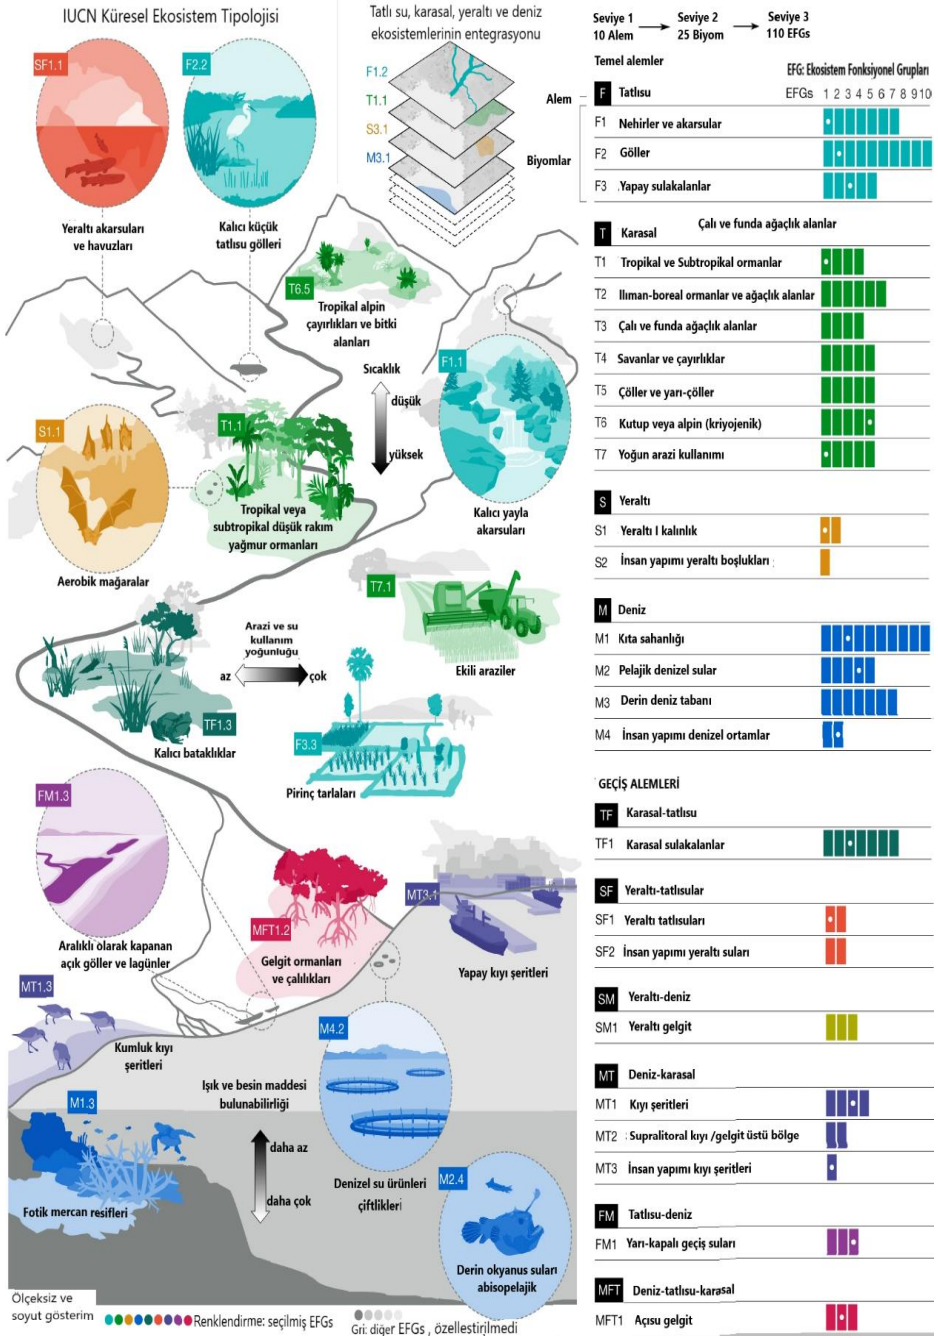 IUCN Küresel Ekosistem Tipolojisi
SF1.1
F2.2
Yeraltı akarsuları
ve havuzları
Kalıcı küçük
tatlısu gölleri
Tatlı su, karasal, yeraltı ve deniz
ekosistemlerinin entegrasyonu
F1.2
T1.1
S3.1
M3.1
T6.5
Tropikal alpin
çayırlıkları ve bitki
alanları
Sıcaklık
düşük
yüksek
F1.1
Kalıcı yayla
akarsuları
S1.1
Aerobik mağaralar
T1.1
Tropikal veya
subtropikal düşük rakım
yağmur ormanları
T7.1
Ekili araziler
Arazi ve su
kullanım
yoğunluğu
az
çok
TF1.3
Kalıcı bataklıklar
F3.3
Pirinç tarlaları
FM1.3
Aralıklı olarak kapanan
açık göller ve lagünler
MFT1.2
Gelgit ormanları
ve çalılıkları
MT3.1
Yapay kıyı şeritleri
MT1.3
Kumluk kıyı
şeritleri
M4.2
Işık ve besin maddesi
bulunabilirliği
daha az
daha çok
Denizel su ürünleri
çiftlikleri
M1.3
Fotik mercan resifleri
M2.4
Derin okyanus suları
abisopelajik
Ölçeksiz ve
soyut gösterim
Renklendirme: seçilmiş EFGs
Gri: diğer EFGs , özellestirilmedi
Seviye 1
10 Alem
Seviye 2
25 Biyom
Seviye 3
110 EFGs
Temel alemler
EFG: Ekosistem Fonksiyonel Grupları
EFGs 1 2 3 4 5 6 7 8 9 10
Alem
F Tatlısu
Biyomlar
F1 Nehirler ve akarsular
F2 Göller
F3 .Yapay sulakalanlar
Çalı ve funda ağaçlık alanlar
T Karasal
T1 Tropikal ve Subtropikal ormanlar
T2 Ilıman-boreal ormanlar ve ağaçlık alanlar
T3 Çalı ve funda ağaçlık alanlar
T4 Savanlar ve çayırlıklar
T5 Çöller ve yarı-çöller
T6 Kutup veya alpin (kriyojenik)
T7 Yoğun arazi kullanımı
S Yeraltı
S1 Yeraltı I kalınlık
S2 İnsan yapımı yeraltı boşlukları :
M Deniz
M1 Kıta sahanlığı
M2 Pelajik denizel sular
M3 Derin deniz tabanı
M4 İnsan yapımı denizel ortamlar
GEÇİŞ ALEMLERİ
TF Karasal-tatlısu
TF1 Karasal sulakalanlar
SF Yeraltı-tatlısular
SF1 Yeraltı tatlısuları
SF2 İnsan yapımı yeraltı suları
SM Yeraltı-deniz
SM1 Yeraltı gelgit
MT Deniz-karasal
MT1 Kıyı şeritleri
MT2 : Supralitoral kıyı /gelgit üstü bölge
MT3 İnsan yapımı kıyı şeritleri
FM Tatlısu-deniz
FM1 Yarı-kapalı geçiş suları
MFT Deniz-tatlısu-karasal
MFT1 Açısu gelgit